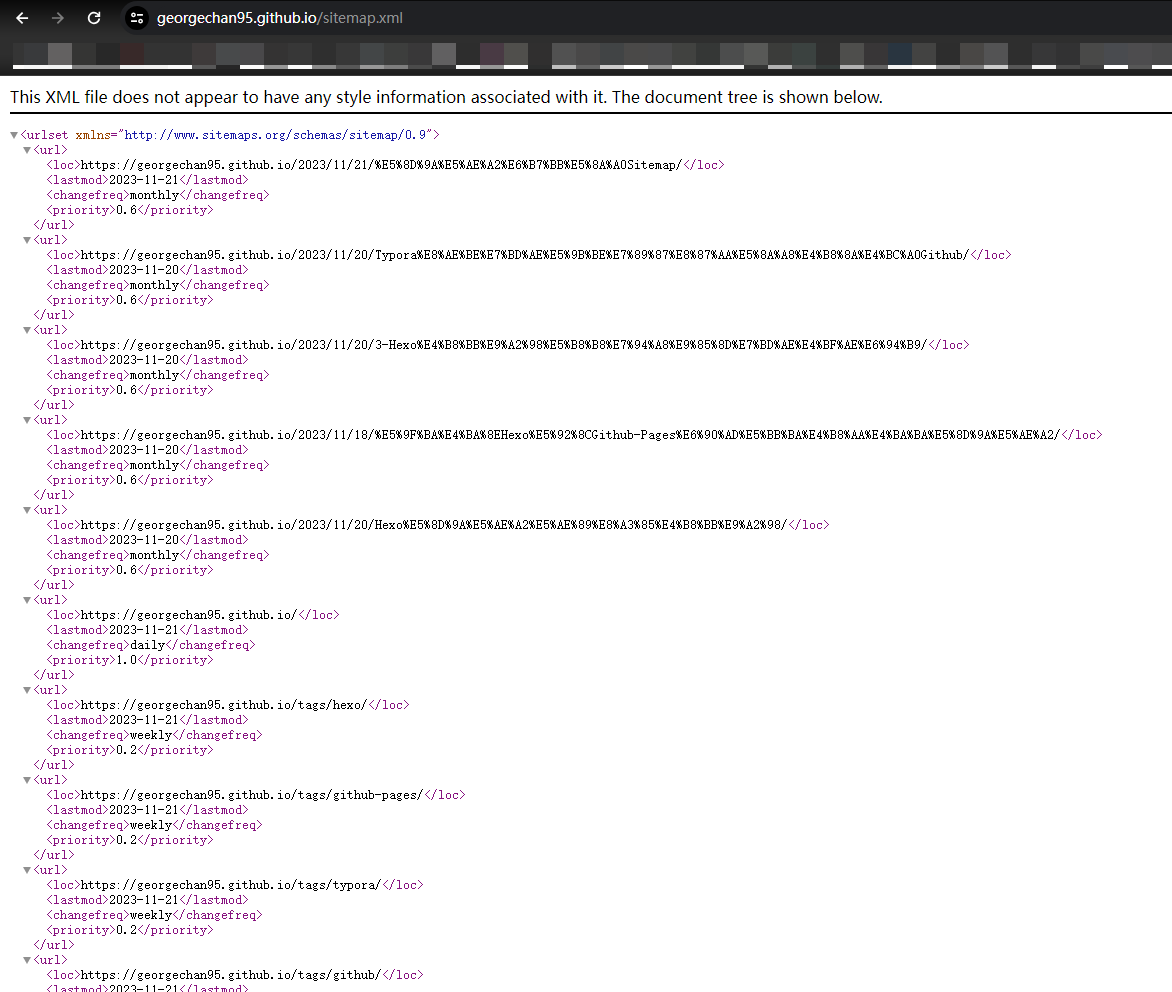 georgechan95.github.io/sitemap.xml
This XML file does not appear to have any style information associated with it. The document tree is shown below.
▼<urlset xmlns="http://www.sitemaps.org/schemas/sitemap/0.9">
▼<url>
<loc>https://georgechan95.github.io/2023/11/21/%E5%8D%9A%E5%AE%A2%E6%B7%BB%E5%8A%A0Sitemap/</loc>
<lastmod>2023-11-21</lastmod>
<changefreq>monthly</changefreq>
<priority>0.6</priority>
</url>
▼<url>
<loc>https://georgechan95.github.io/2023/11/20/Typora%E8%AE%BE%E7%BD%AE%E5%9B%BE%E7%89%87%E8%87%AA%E5%8A%A8%E4%B8%8A%E4%BC%A0Github/</loc>
<lastmod>2023-11-20</lastmod>
<changefreq>monthly</changefreq>
<priority>0.6</priority>
</url>
▼<url>
<loc>https://georgechan95.github.io/2023/11/20/3-Hexo%E4%B8%BB%E9%A2%98%E5%B8%B8%E7%94%A8%E9%85%8D%E7%BD%AE%E4%BF%AE%E6%94%B9/</loc>
<lastmod>2023-11-20</lastmod>
<changefreq>monthly</changefreq>
<priority>0.6</priority>
</url>
▼<url>
<loc>https://georgechan95.github.io/2023/11/18/%E5%9F%BA%E4%BA%8EHexo%E5%92%8CGithub-Pages%E6%90%AD%E5%BB%BA%E4%B8%AA%E4%BA%BA%E5%8D%9A%E5%AE%A2/</loc>
<lastmod>2023-11-20</lastmod>
<changefreq>monthly</changefreq>
<priority>0.6</priority>
</url>
▼<url>
<loc>https://georgechan95.github.io/2023/11/20/Hexo%E5%8D%9A%E5%AE%A2%E5%AE%89%E8%A3%85%E4%B8%BB%E9%A2%98/</loc>
<lastmod>2023-11-20</lastmod>
<changefreq>monthly</changefreq>
<priority>0.6</priority>
</url>
▼<url>
<loc>https://georgechan95.github.io/</loc>
<lastmod>2023-11-21</lastmod>
<changefreq>daily</changefreq>
<priority>1.0</priority>
</url>
▼<url>
<loc>https://georgechan95.github.io/tags/hexo/</loc>
<lastmod>2023-11-21</lastmod>
<changefreq>weekly</changefreq>
<priority>0.2</priority>
</url>
▼<url>
<loc>https://georgechan95.github.io/tags/github-pages/</loc>
<lastmod>2023-11-21</lastmod>
<changefreq>weekly</changefreq>
<priority>0.2</priority>
</url>
▼<url>
<loc>https://georgechan95.github.io/tags/typora/</loc>
<lastmod>2023-11-21</lastmod>
<changefreq>weekly</changefreq>
<priority>0.2</priority>
</url>
▼<url>
<loc>https://georgechan95.github.io/tags/github/</loc>
<lastmod>2023-11-21</lastmod>